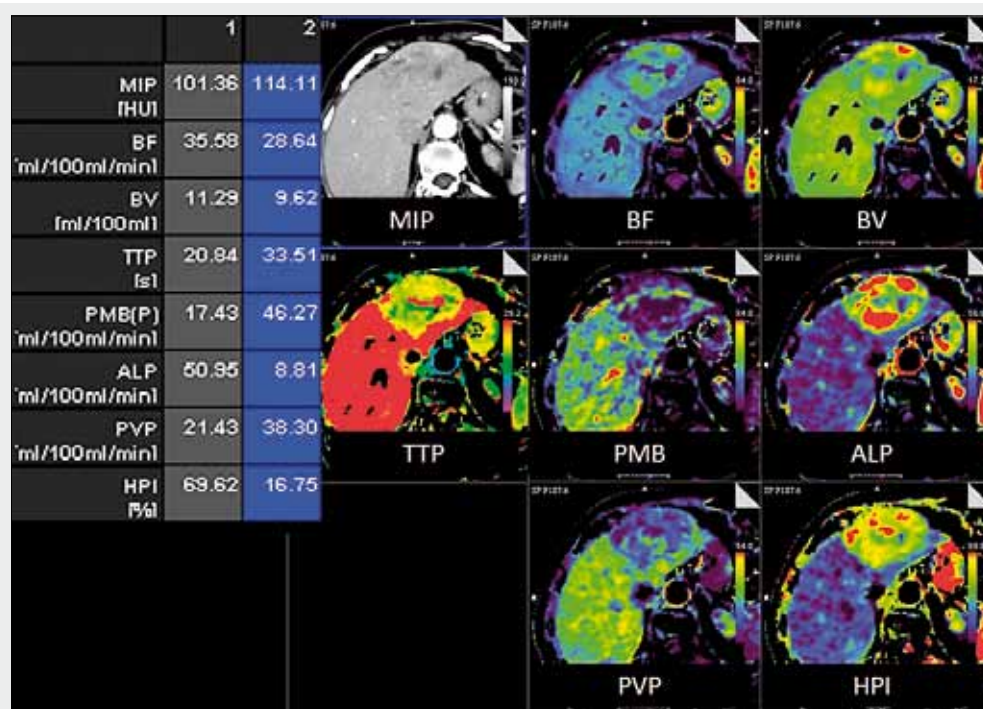 1 2
MIP 101.36 114.11
[HU]
BF 35.58 28.64
ml/100ml/min]
BV 11.29 9.62
[ml/100ml]
TTP 20.84 33.51
[s]
PMB(P) 17.43 46.27
ml/100ml/min]
ALP 50.95 8.81
ml/100ml/min]
PVP 21.43 38.30
ml/100ml/min]
HPI 69.62 16.75
[%]
MIP BF BV
TTP PMB ALP
PVP HPI